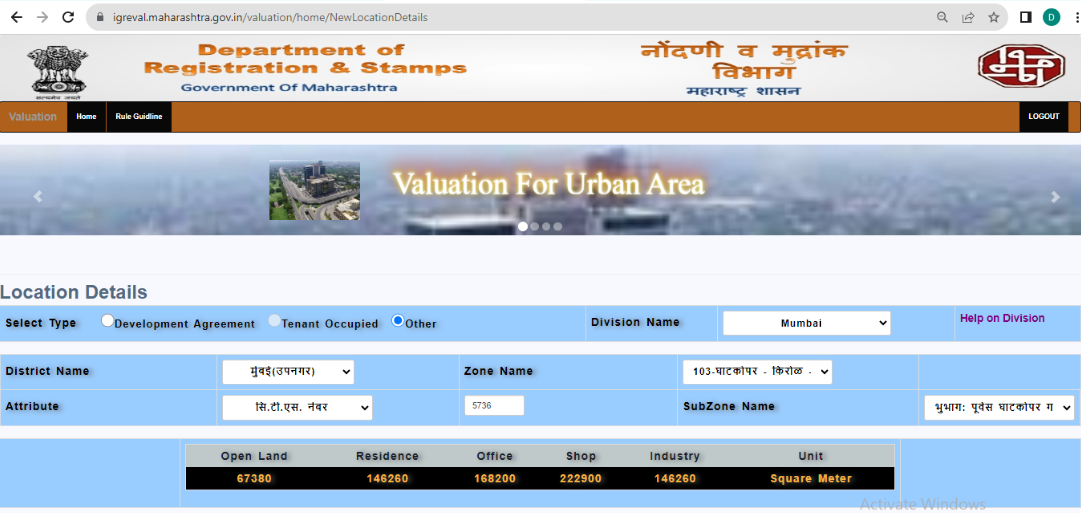 igreval.maharashtra.gov.in/valuation/home/NewLocationDetails
D
Department of
Registration & Stamps
Government Of Maharashtra
नोंदणी व मुद्रांक
विभाग
महाराष्ट्र शासन
Valuation Home Rule Guidline LOGOUT
Valuation For Urban Area
Location Details
Select Type Development Agreement Tenant Occupied Other Division Name Mumbai Help on Division
District Name मुंबई(उपनगर) Zone Name 103-घाटकोपर - किरोळ -
Attribute सि.टी.एस. नंबर 5736 SubZone Name भुभाग: पूर्वेस घाटकोपर ग
Open Land Residence Office Shop Industry Unit
67380 146260 168200 222900 146260 Square Meter
Activate Windows